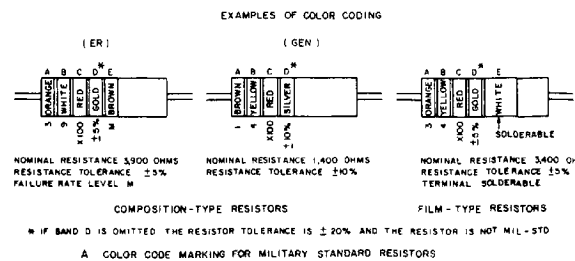 EXAMPLES OF COLOR CODING
(ER)
(GEN)
A B C D* E
A B C D*
A B C D* E
ORANGE WHITE RED GOLD BROWN
BROWN YELLOW RED SILVER
ORANGE YELLOW RED GOLD WHITE
3 9 X100 ±5% M
1 4 X100 ±10% ±1
3 4 X100 ±5% SOLDERABLE
NOMINAL RESISTANCE 3,900 OHMS
RESISTANCE TOLERANCE ±5%
FAILURE RATE LEVEL M
NOMINAL RESISTANCE 1,400 OHMS
RESISTANCE TOLERANCE ±10%
NOMINAL RESISTANCE 3,400 O
RESISTANCE TOLERANCE ±5%
TERMINAL SOLDERABLE
COMPOSITION-TYPE RESISTORS
FILM-TYPE RESISTORS
* IF BAND D IS OMITTED THE RESISTOR TOLERANCE IS ±20% AND THE RESISTOR IS NOT MIL-STD
A COLOR CODE MARKING FOR MILITARY STANDARD RESISTORS